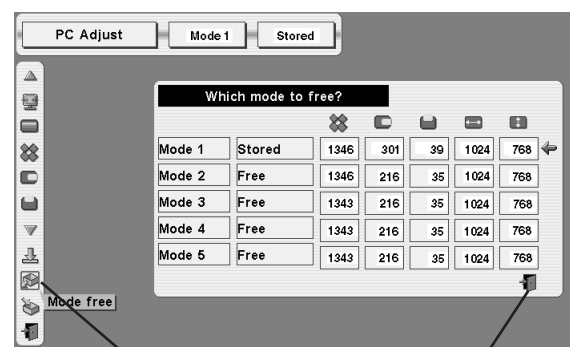 PC Adjust Mode 1 Stored
Which mode to free?
Mode 1 Stored 1346 301 39 1024 768
Mode 2 Free 1346 216 35 1024 768
Mode 3 Free 1343 216 35 1024 768
Mode 4 Free 1343 216 35 1024 768
Mode 5 Free 1343 216 35 1024 768
Mode free